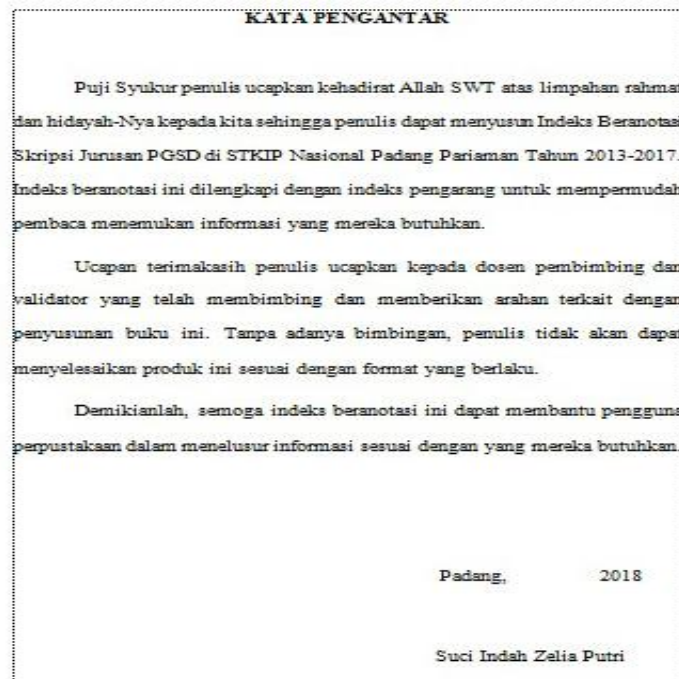 KATA PENGANTAR
Puji Syukur penulis ucapkan kehadirat Allah SWT atas limpahan rahmat
dan hidayah-Nya kepada kita sehingga penulis dapat menyusun Indeks Beranotasi
Skripsi Jurusan PGSD di STKIP Nasional Padang Pariaman Tahun 2013-2017.
Indeks beranotasi ini dilengkapi dengan indeks pengarang untuk mempermudah
pembaca menemukan informasi yang mereka butuhkan.
Ucapan terimakasih penulis ucapkan kepada dosen pembimbing dan
validator yang telah membimbing dan memberikan arahan terkait dengan
penyusunan buku ini. Tanpa adanya bimbingan, penulis tidak akan dapat
menyelesaikan produk ini sesuai dengan format yang berlaku.
Demikianlah, semoga indeks beranotasi ini dapat membantu pengguna
perpustakaan dalam menelusur informasi sesuai dengan yang mereka butuhkan.
Padang, 2018
Suci Indah Zelia Putri